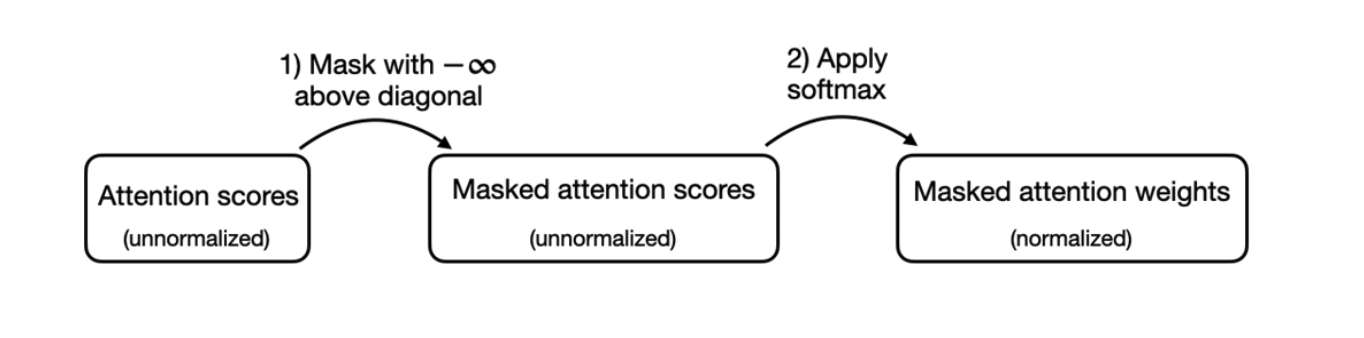 1) Mask with −∞
above diagonal
2) Apply
softmax
Attention scores
(unnormalized)
Masked attention scores
(unnormalized)
Masked attention weights
(normalized)